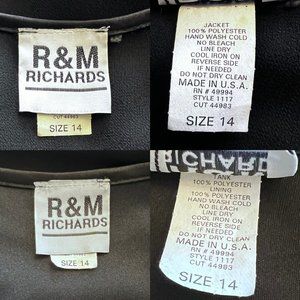 R&M
RICHARDS
CUT 44983
SIZE 14
JACKET
100% POLYESTER
HAND WASH COLD
NO BLEACH
LINE DRY
COOL IRON ON
REVERSE SIDE
IF NEEDED
DO NOT DRY CLEAN
MADE IN U.S.A.
RN # 49994
STYLE 1117
CUT 44983
SIZE 14
R&M
RICHARDS
SIZE 14
RICHARD
TANK
100% POLYESTER
LINING
100% POLYESTER
HAND WASH COLD
NO BLEACH
LINE DRY
COOL IRON ON
REVERSE SIDE
IF NEEDED
DO NOT DRY CLEAN
MADE IN U.S.A.
RN # 49994
STYLE 1117
CUT 44983
SIZE 14